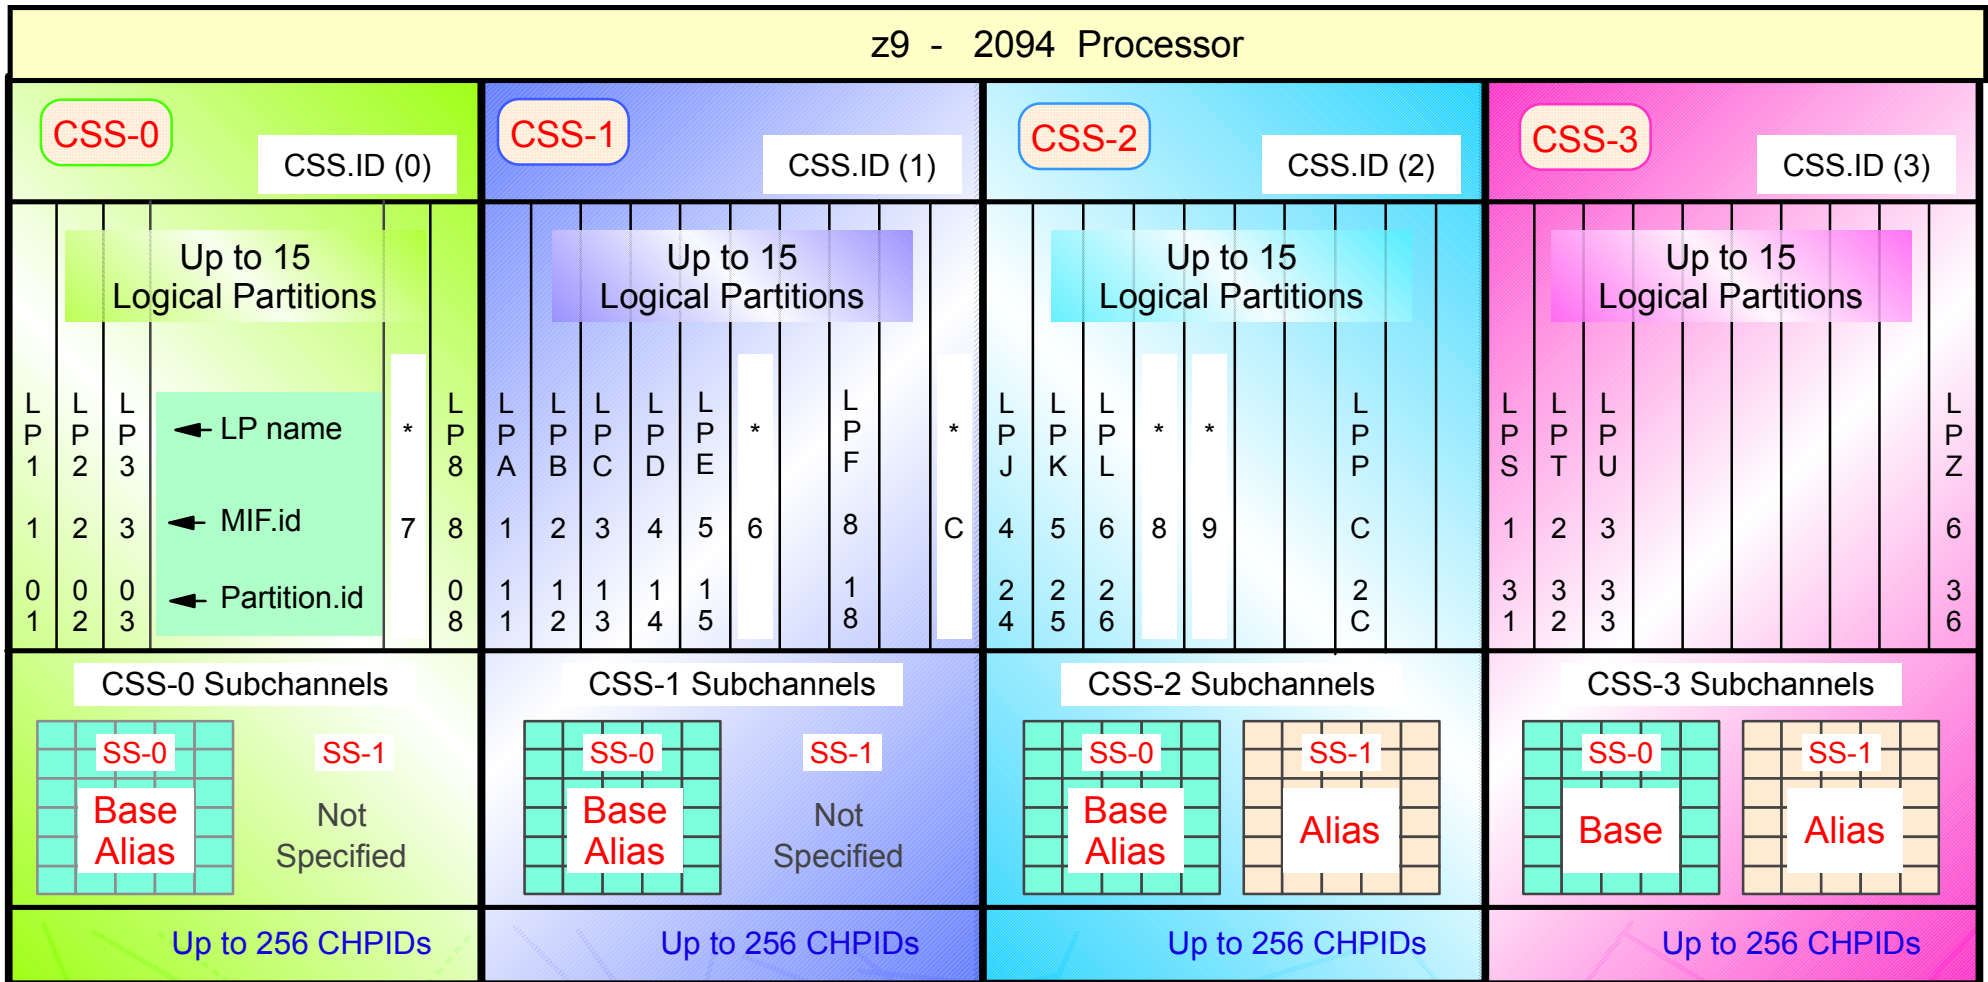 z9 - 2094 Processor
CSS-0
CSS.ID (0)
Up to 15
Logical Partitions
LP1 LP2 LP3 LP name * LP8
1 2 3 MIF.id 7 8
01 02 03 Partition.id 08
CSS-0 Subchannels
SS-0 SS-1
Base Not
Alias Specified
Up to 256 CHPIDs
CSS-1
CSS.ID (1)
Up to 15
Logical Partitions
LPA LPB LPC LPD LPE * LPF *
1 2 3 4 5 6 8 C
11 12 13 14 15 18
CSS-1 Subchannels
SS-0 SS-1
Base Not
Alias Specified
Up to 256 CHPIDs
CSS-2
CSS.ID (2)
Up to 15
Logical Partitions
LPJ LPK LPL * * LPP
4 5 6 8 9 C
24 25 26 2C
CSS-2 Subchannels
SS-0 SS-1
Base
Alias Alias
Up to 256 CHPIDs
CSS-3
CSS.ID (3)
Up to 15
Logical Partitions
LPS LPT LPU LPZ
1 2 3 6
31 32 33 36
CSS-3 Subchannels
SS-0 SS-1
Base Alias
Up to 256 CHPIDs